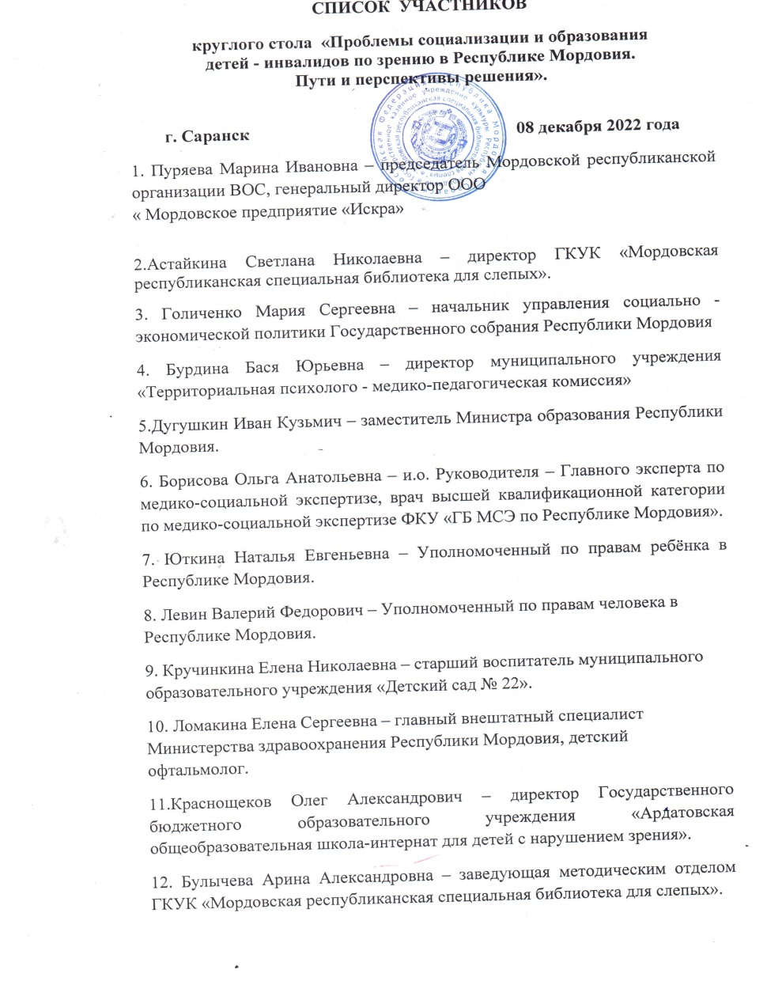 СПИСОК УЧАСТНИКОВ
круглого стола «Проблемы социализации и образования
детей - инвалидов по зрению в Республике Мордовия.
Пути и перспективы решения».
г. Саранск
08 декабря 2022 года
1. Пуряева Марина Ивановна – председатель Мордовской республиканской
организации ВОС, генеральный директор ООО
« Мордовское предприятие «Искра»
2.Астайкина Светлана Николаевна – директор ГКУК «Мордовская
республиканская специальная библиотека для слепых».
3. Голиченко Мария Сергеевна – начальник управления социально -
экономической политики Государственного собрания Республики Мордовия
4. Бурдина Бася Юрьевна – директор муниципального учреждения
«Территориальная психолого - медико-педагогическая комиссия»
5.Дугушкин Иван Кузьмич – заместитель Министра образования Республики
Мордовия.
6. Борисова Ольга Анатольевна – и.о. Руководителя – Главного эксперта по
медико-социальной экспертизе, врач высшей квалификационной категории
по медико-социальной экспертизе ФКУ «ГБ МСЭ по Республике Мордовия».
7. Юткина Наталья Евгеньевна – Уполномоченный по правам ребёнка в
Республике Мордовия.
8. Левин Валерий Федорович – Уполномоченный по правам человека в
Республике Мордовия.
9. Кручинкина Елена Николаевна – старший воспитатель муниципального
образовательного учреждения «Детский сад № 22».
10. Ломакина Елена Сергеевна – главный внештатный специалист
Министерства здравоохранения Республики Мордовия, детский
офтальмолог.
11.Краснощеков Олег Александрович – директор Государственного
бюджетного образовательного учреждения «Ардатовская
общеобразовательная школа-интернат для детей с нарушением зрения».
12. Булычева Арина Александровна – заведующая методическим отделом
ГКУК «Мордовская республиканская специальная библиотека для слепых».